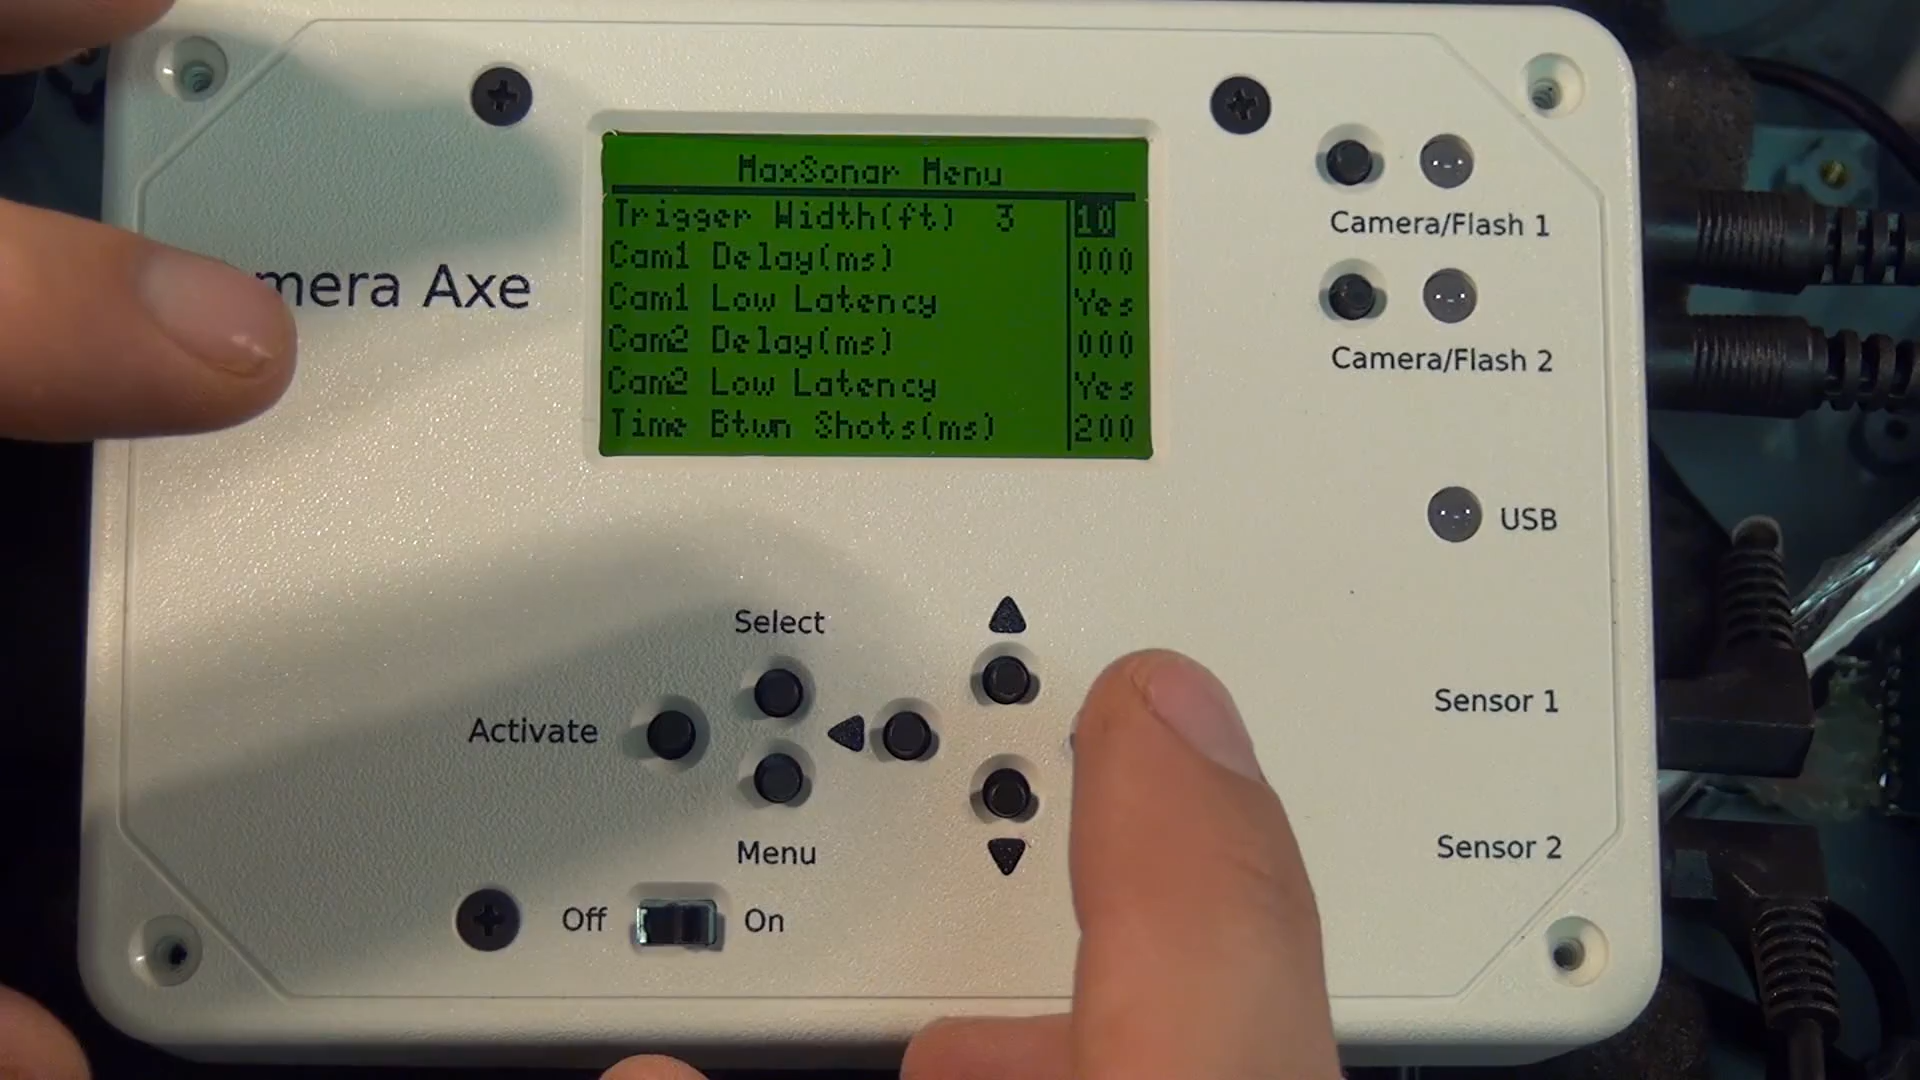 MaxSonar Menu
Trigger Width(ft) 3 10
Cam1 Delay(ms) 000
Cam1 Low Latency Yes
Cam2 Delay(ms) 000
Cam2 Low Latency Yes
Time Btwn Shots(ms) 200
mera Axe
Camera/Flash 1
Camera/Flash 2
USB
Select
Activate
Menu
Off On
Sensor 1
Sensor 2